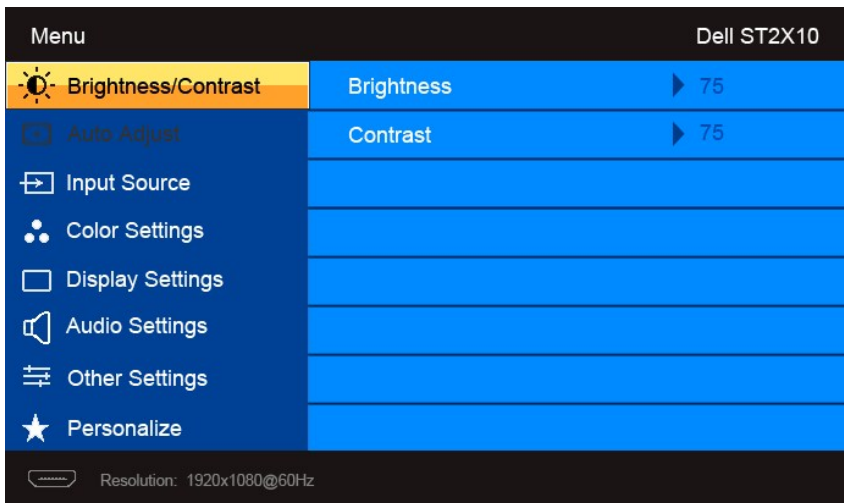 Menu Dell ST2X10
Brightness/Contrast Brightness 75
Auto Adjust Contrast 75
Input Source
Color Settings
Display Settings
Audio Settings
Other Settings
Personalize
Resolution: 1920x1080@60Hz